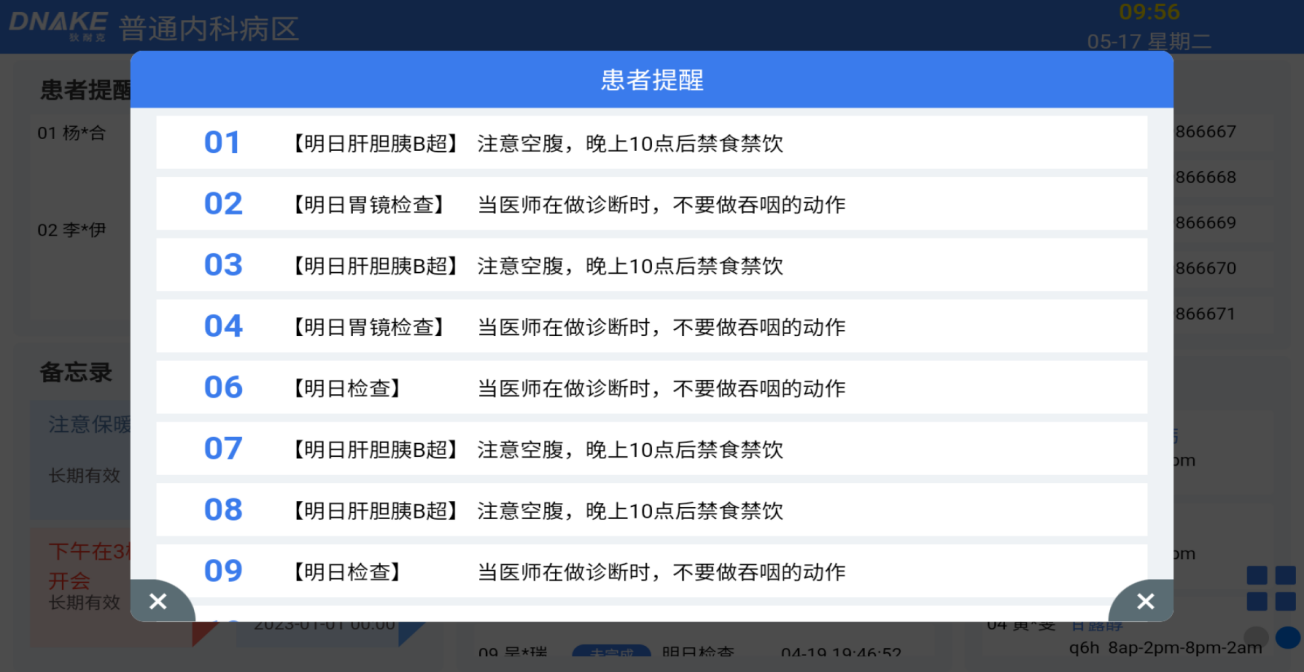 DNAKE
狄耐克
普通内科病区
09:56
05-17 星期二
患者提醒
患者提醒
01 杨*合
02 李*伊
01 【明日肝胆胰B超】 注意空腹，晚上10点后禁食禁饮
02 【明日胃镜检查】 当医师在做诊断时，不要做吞咽的动作
03 【明日肝胆胰B超】 注意空腹，晚上10点后禁食禁饮
04 【明日胃镜检查】 当医师在做诊断时，不要做吞咽的动作
06 【明日检查】 当医师在做诊断时，不要做吞咽的动作
07 【明日肝胆胰B超】 注意空腹，晚上10点后禁食禁饮
08 【明日肝胆胰B超】 注意空腹，晚上10点后禁食禁饮
09 【明日检查】 当医师在做诊断时，不要做吞咽的动作
866667
866668
866669
866670
866671
备忘录
注意保暖
长期有效
下午在3
开会
长期有效
2023-01-01 00:00
09 吴*瑞 未完成 明日检查 04-19 19:46:52
pm
pm
04 黄*雯 甘露醇
q6h 8ap-2pm-8pm-2am